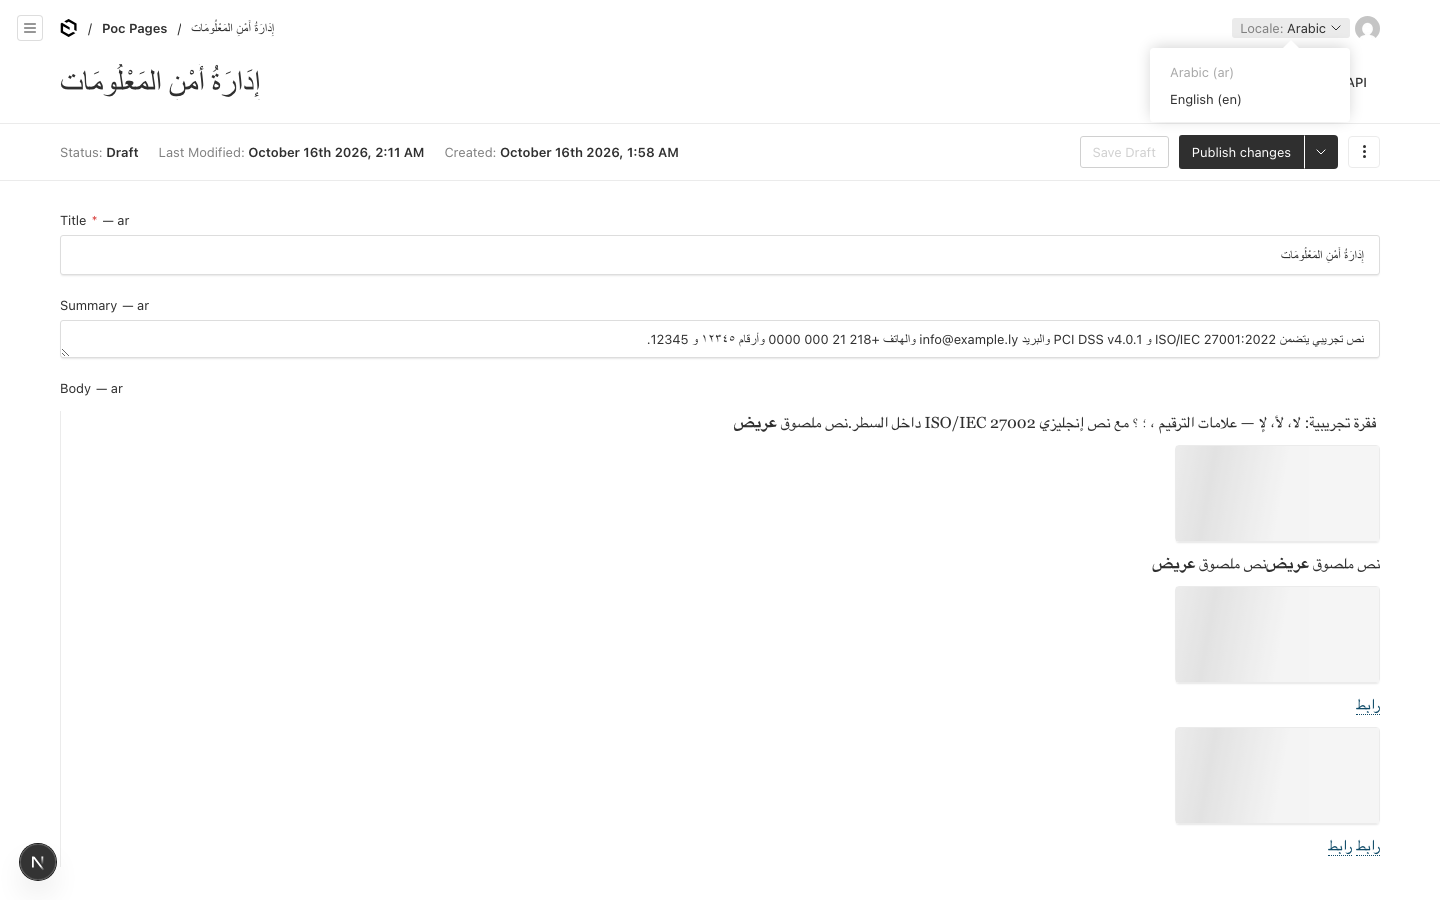 / Poc Pages / إِدَارَةُ أَمْنِ المَعْلُومَات
Locale: Arabic
Arabic (ar)
English (en)
إِدَارَةُ أَمْنِ المَعْلُومَات
API
Status: Draft Last Modified: October 16th 2026, 2:11 AM Created: October 16th 2026, 1:58 AM
Save Draft Publish changes
Title * — ar
إِدَارَةُ أَمْنِ المَعْلُومَات
Summary — ar
نص تجريبي يتضمن ISO/IEC 27001:2022 و PCI DSS v4.0.1 والبريد info@example.ly والهاتف +218 21 000 0000 وأرقام ١٢٣٤٥ و 12345.
Body — ar
فقرة تجريبية: لا، لأ، لإ — علامات الترقيم ، ؛ ؟ مع نص إنجليزي ISO/IEC 27002 داخل السطر.نص ملصوق عريض
نص ملصوق عريضنص ملصوق عريض
رابط
رابط رابط
N